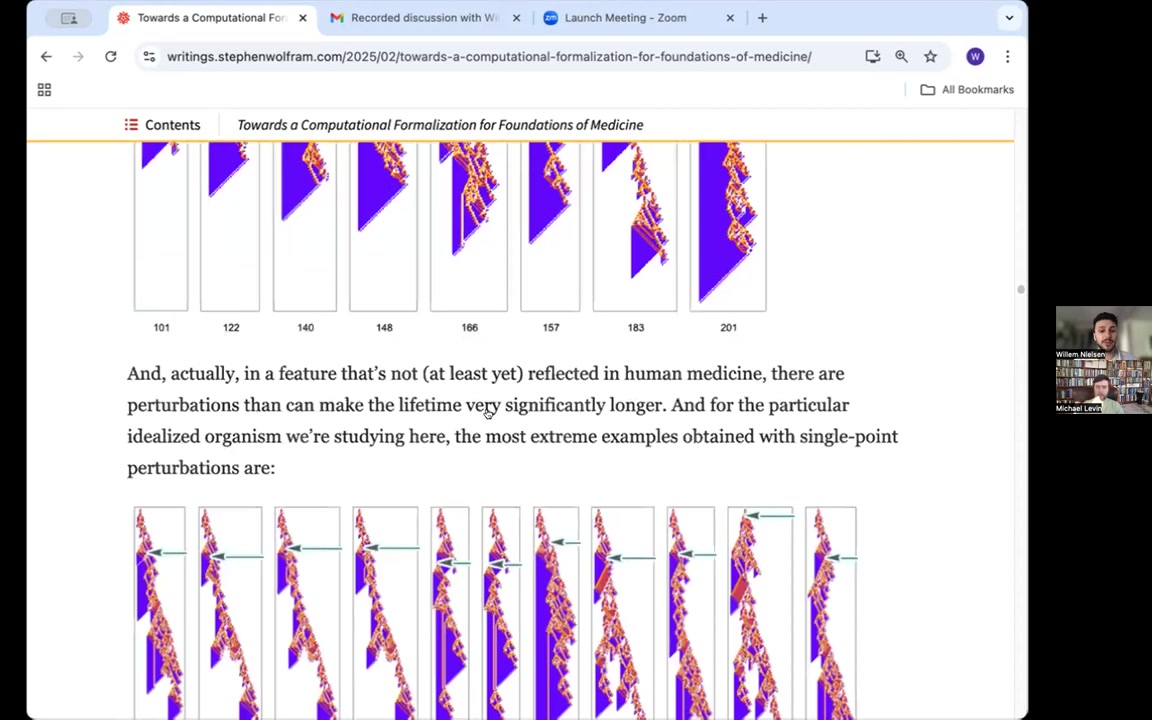 Towards a Computational For
Recorded discussion with Wi
zm
Launch Meeting - Zoom
writings.stephenwolfram.com/2025/02/towards-a-computational-formalization-for-foundations-of-medicine/
W
All Bookmarks
Contents
Towards a Computational Formalization for Foundations of Medicine
101 122 140 148 166 157 183 201
And, actually, in a feature that's not (at least yet) reflected in human medicine, there are
perturbations than can make the lifetime very significantly longer. And for the particular
idealized organism we're studying here, the most extreme examples obtained with single-point
perturbations are:
Willem Nielsen
Michael Levin